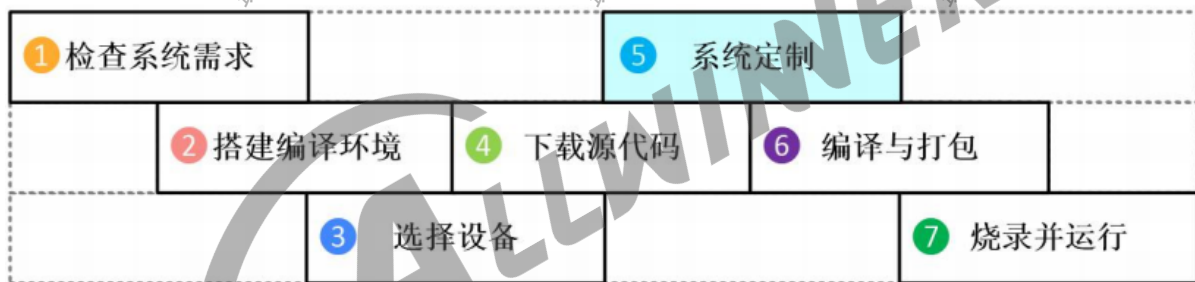 1 检查系统需求
5 系统定制
2 搭建编译环境
4 下载源代码
6 编译与打包
3 选择设备
7 烧录并运行
ALLWINNER